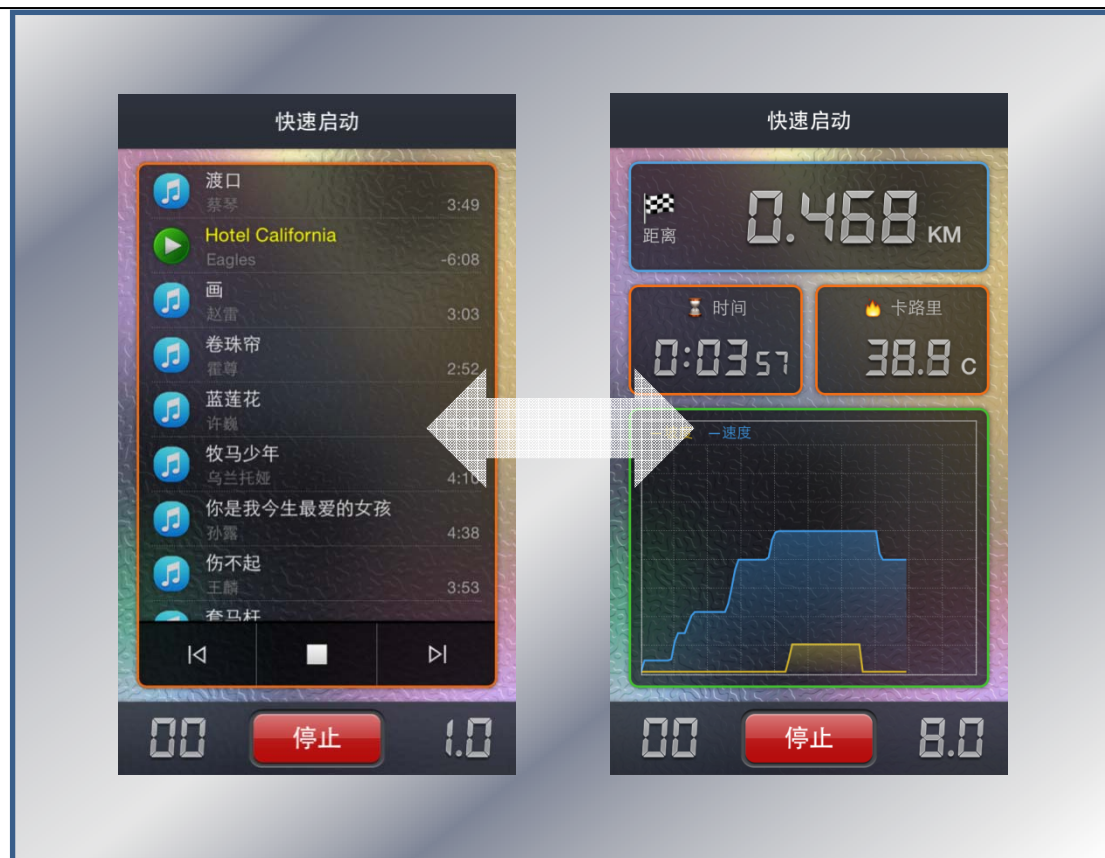 快速启动
渡口
蔡琴 3:49
Hotel California
Eagles -6:08
画
赵雷 3:03
卷珠帘
霍尊 2:52
蓝莲花
许巍
牧马少年
乌兰托娅 4:10
你是我今生最爱的女孩
孙露 4:38
伤不起
王麟 3:53
套马杆
00 停止 1.0
快速启动
0.468 KM
距离
时间 卡路里
0:03 57 38.8 C
—速度
00 停止 8.0